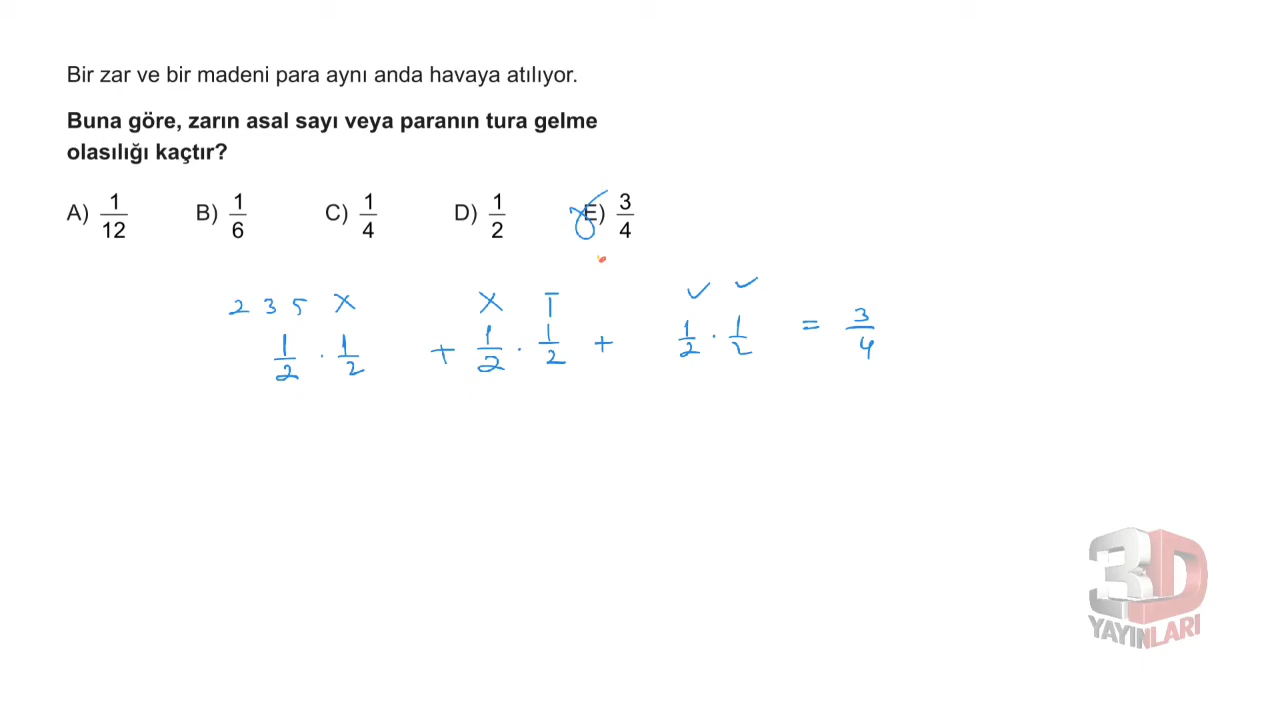 Bir zar ve bir madeni para aynı anda havaya atılıyor.
Buna göre, zarın asal sayı veya paranın tura gelme
olasılığı kaçtır?
A) 1/12 B) 1/6 C) 1/4 D) 1/2 E) 3/4
2 3 5 X X T ✓ ✓
1/2 · 1/2 + 1/2 · 1/2 + 1/2 · 1/2 = 3/4
3D
YAYINLARI